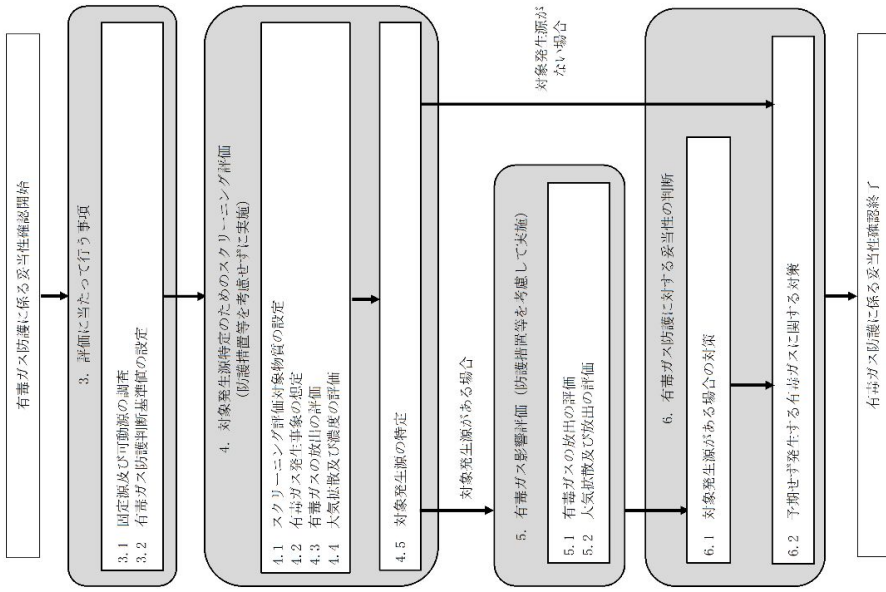 有毒ガス防護に係る妥当性確認開始
3. 評価に当たって行う事項
3.1 固定源及び可動源の調査
3.2 有毒ガス防護判断基準値の設定
4. 対象発生源特定のためのスクリーニング評価
(防護措置等を考慮せずに実施)
4.1 スクリーニング評価対象物質の設定
4.2 有毒ガス発生事象の想定
4.3 有毒ガスの放出の評価
4.4 大気拡散及び濃度の評価
4.5 対象発生源の特定
対象発生源がある場合
対象発生源が
ない場合
5. 有毒ガス影響評価 (防護措置等を考慮して実施)
5.1 有毒ガスの放出の評価
5.2 大気拡散及び放出の評価
6. 有毒ガス防護に対する妥当性の判断
6.1 対象発生源がある場合の対策
6.2 予期せず発生する有毒ガスに関する対策
有毒ガス防護に係る妥当性確認終了